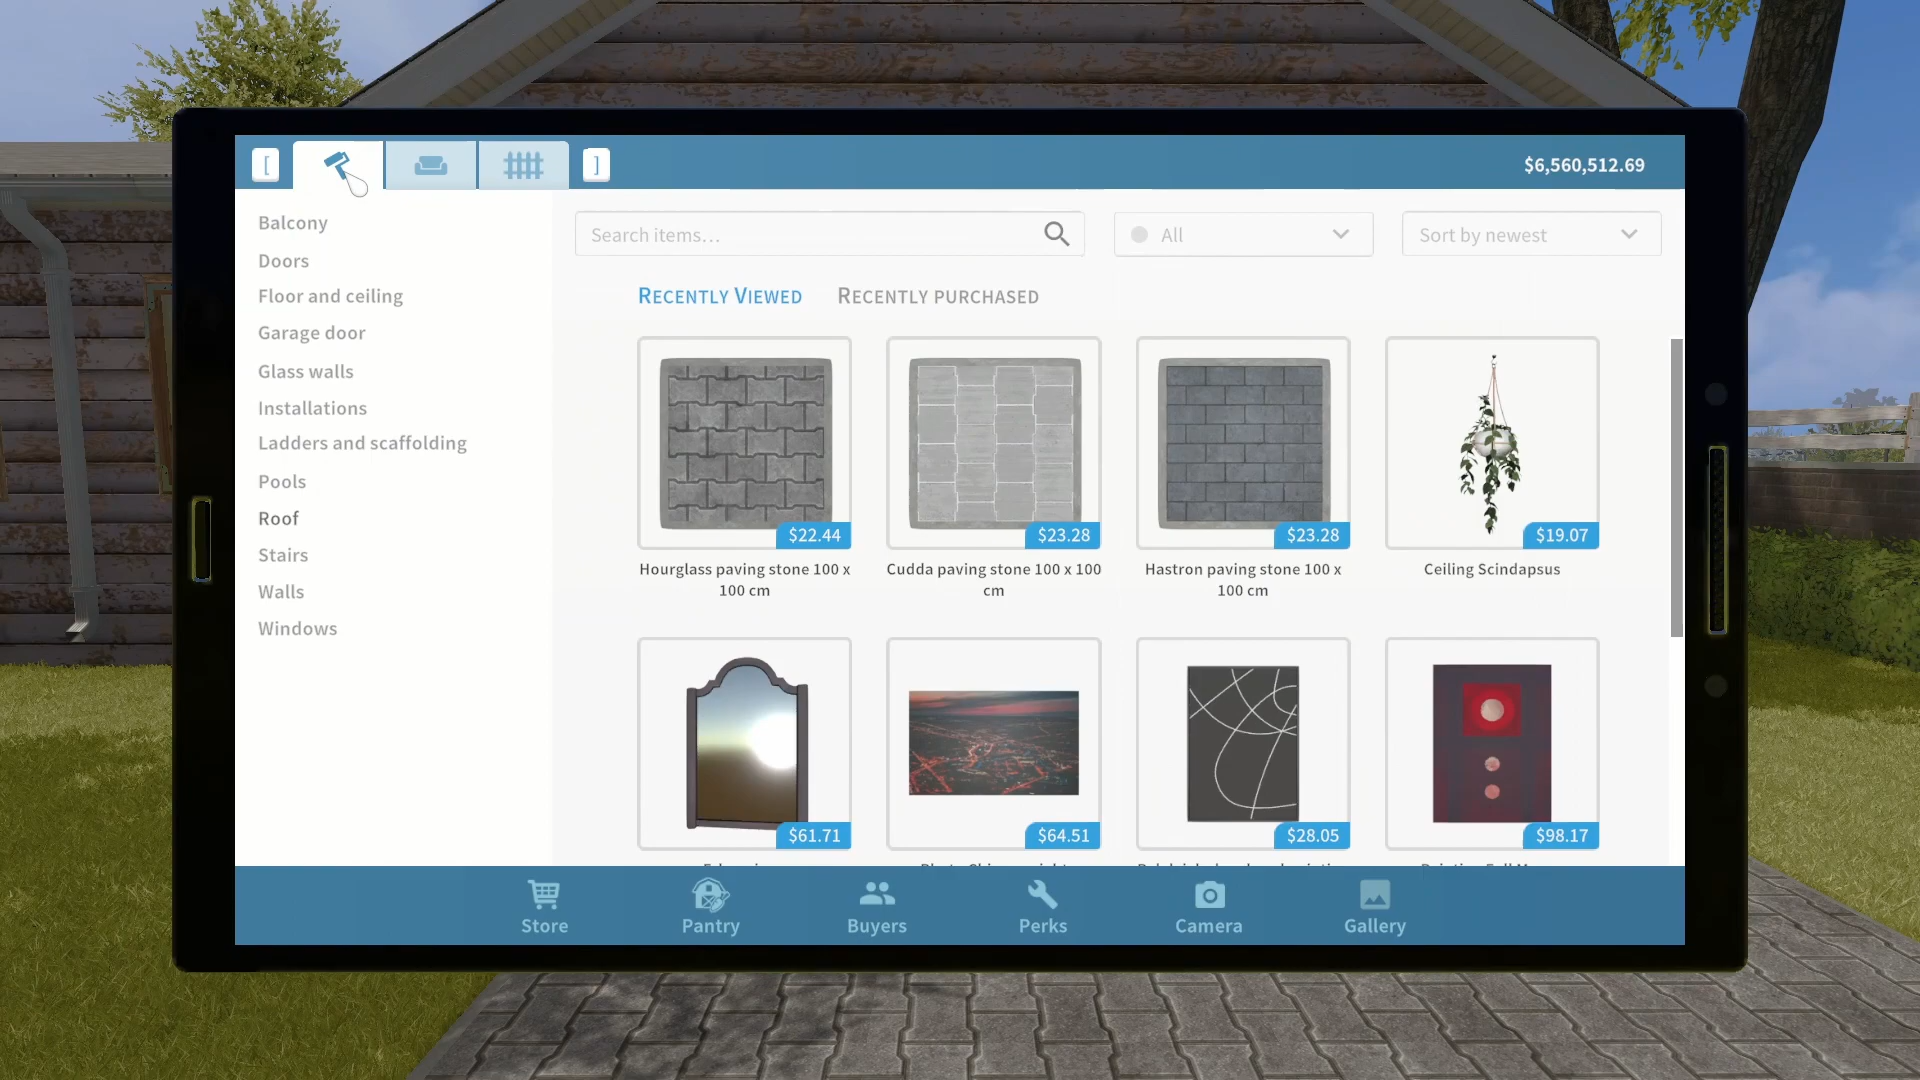 [
]
$6,560,512.69
Balcony
Doors
Floor and ceiling
Garage door
Glass walls
Installations
Ladders and scaffolding
Pools
Roof
Stairs
Walls
Windows
Search items...
All
Sort by newest
RECENTLY VIEWED
RECENTLY PURCHASED
$22.44
Hourglass paving stone 100 x
100 cm
$23.28
Cudda paving stone 100 x 100
cm
$23.28
Hastron paving stone 100 x
100 cm
$19.07
Ceiling Scindapsus
$61.71
$64.51
$28.05
$98.17
Store
Pantry
Buyers
Perks
Camera
Gallery